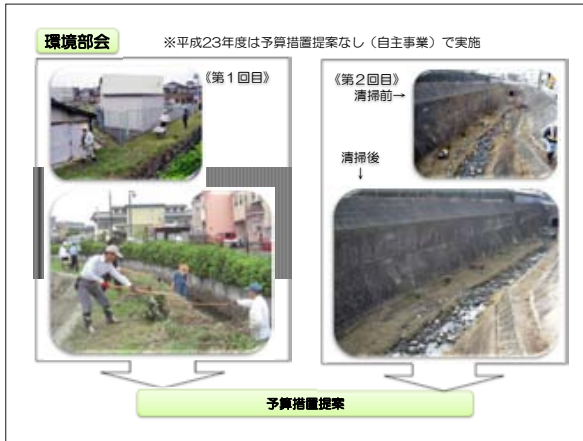 環境部会
※平成23年度は予算措置提案なし（自主事業）で実施
《第1回目》
《第2回目》
清掃前→
清掃後
↓
予算措置提案